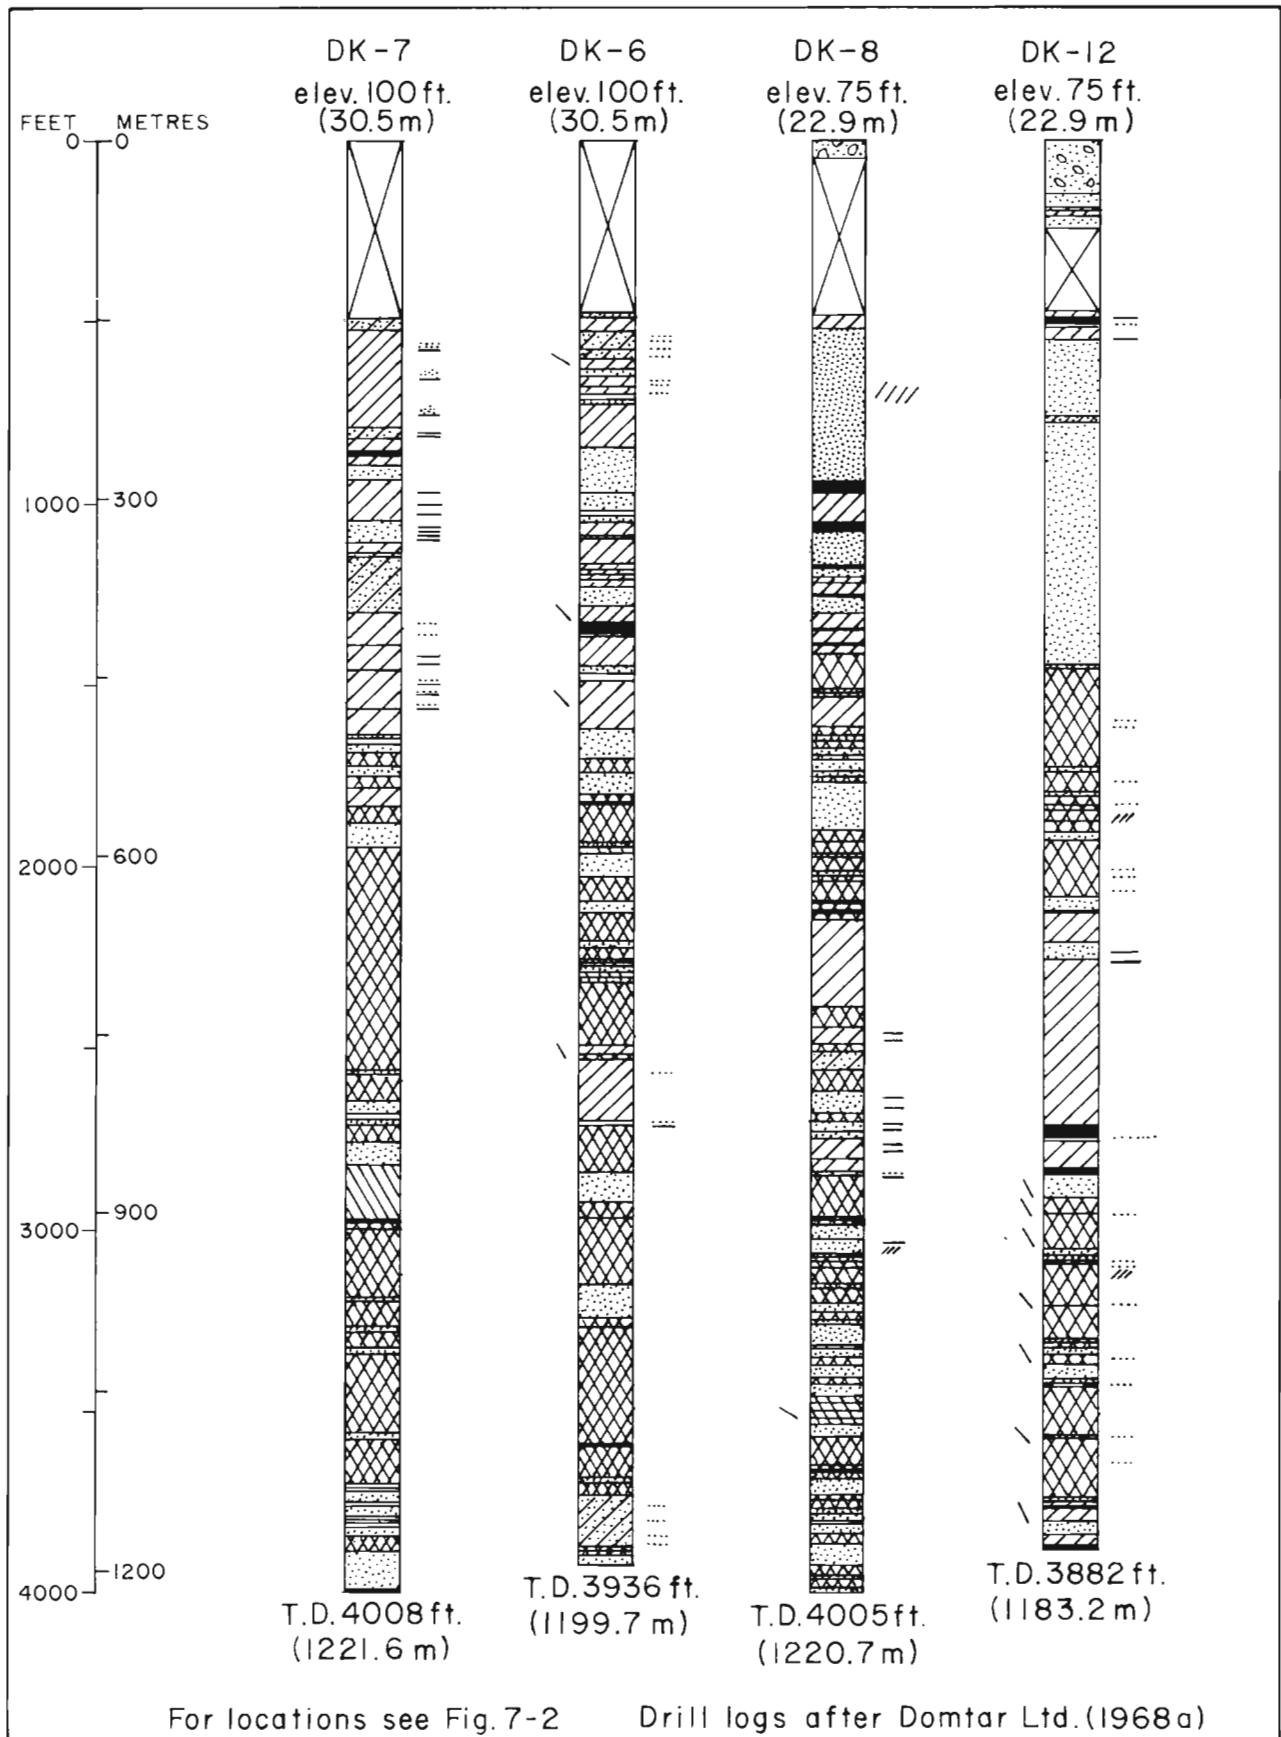 DK-7
elev. 100 ft.
(30.5 m)
DK-6
elev. 100 ft.
(30.5 m)
DK-8
elev. 75 ft.
(22.9 m)
DK-12
elev. 75 ft.
(22.9 m)
FEET METRES
0 0
1000 300
2000 600
3000 900
4000 1200
T.D. 4008 ft.
(1221.6 m)
T.D. 3936 ft.
(1199.7 m)
T.D. 4005 ft.
(1220.7 m)
T.D. 3882 ft.
(1183.2 m)
For locations see Fig. 7-2 Drill logs after Domtar Ltd. (1968a)